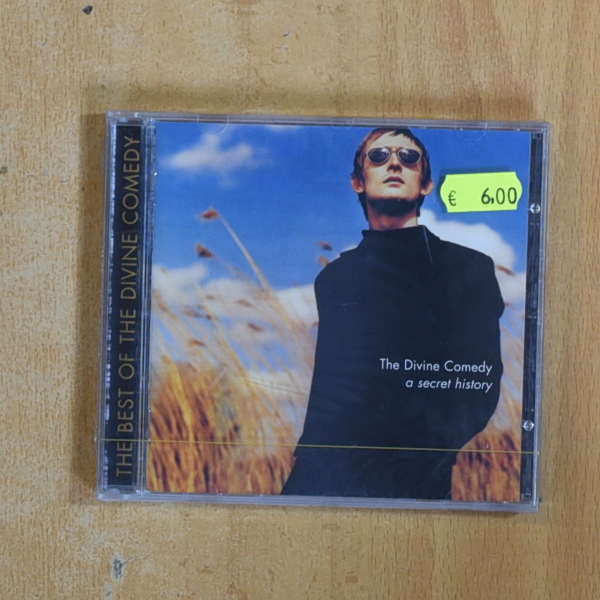 THE BEST OF THE DIVINE COMEDY
€ 6,00
The Divine Comedy
a secret history